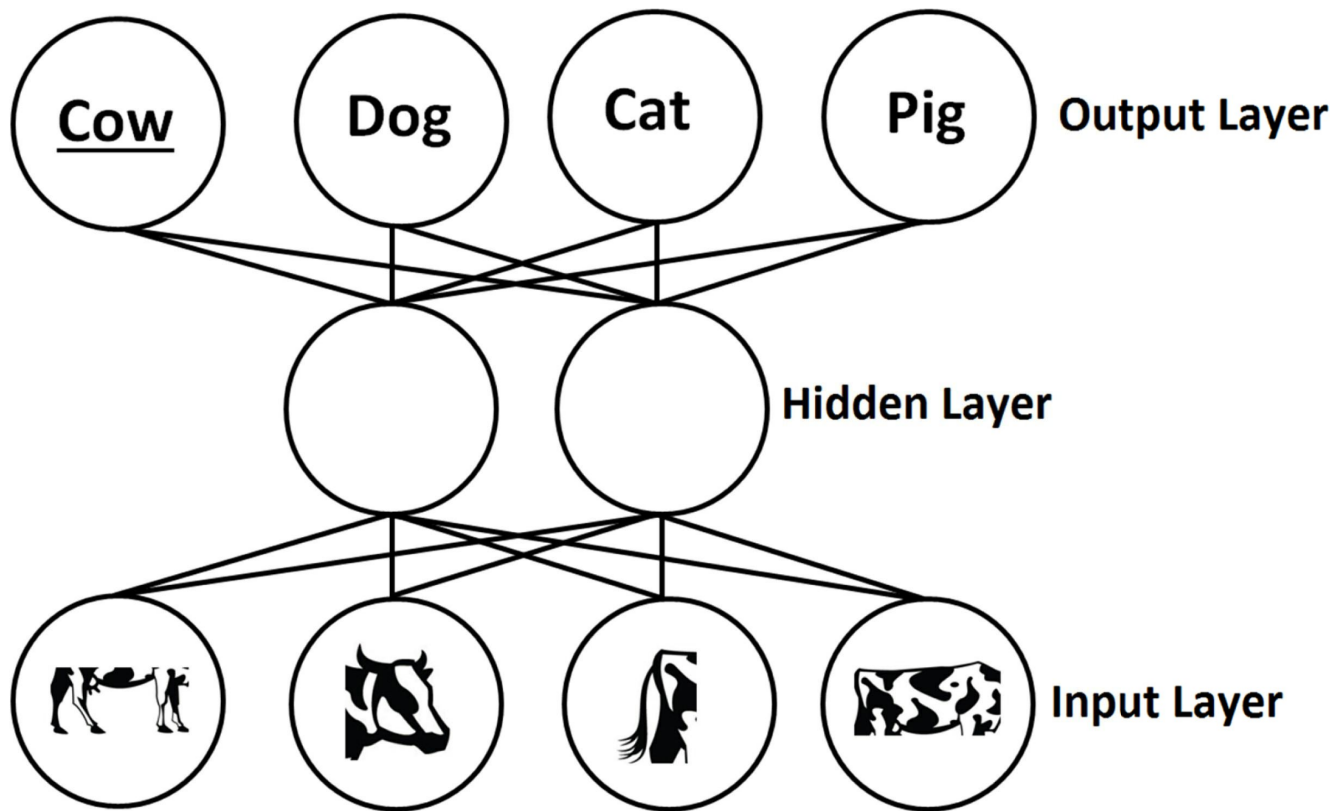 Cow
Dog
Cat
Pig
Output Layer
Hidden Layer
Input Layer